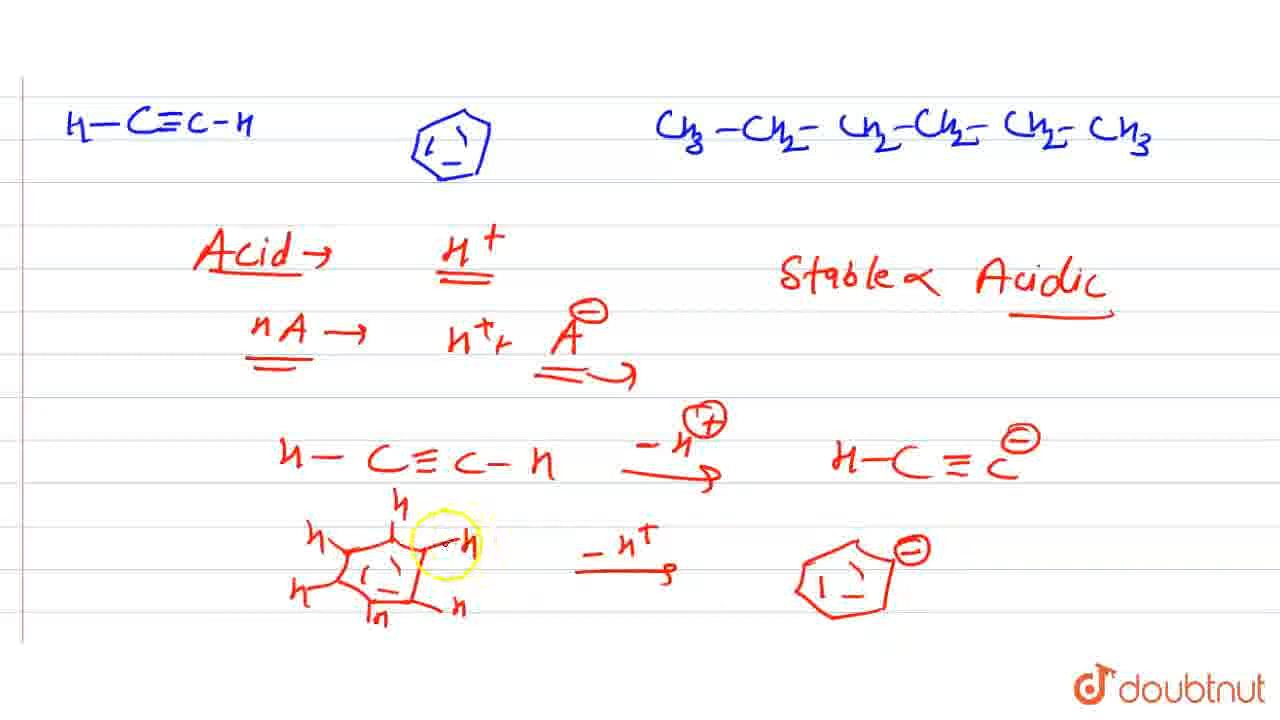 H—C≡C-H CH3-CH2-CH2-CH2-CH2-CH3
Acid → H+
Stable ∝ Acidic
HA → H+ + A⊖
H—C≡C-H -H⊕ → H-C≡C⊖
H H H H H H -H+ → ⊖
doubtnut